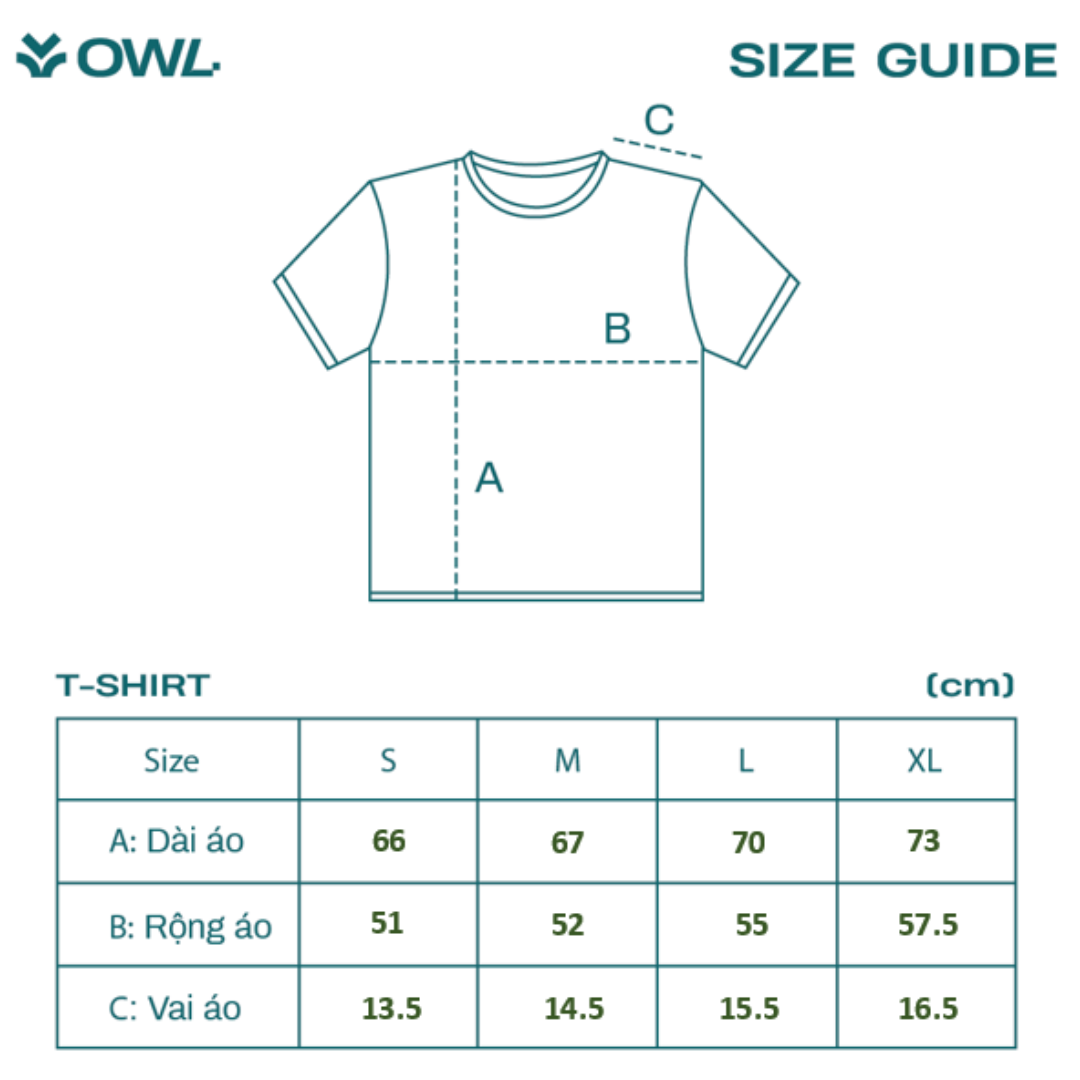 OWL.
SIZE GUIDE
C
B
A
T-SHIRT (cm)
Size S M L XL
A: Dài áo 66 67 70 73
B: Rộng áo 51 52 55 57.5
C: Vai áo 13.5 14.5 15.5 16.5